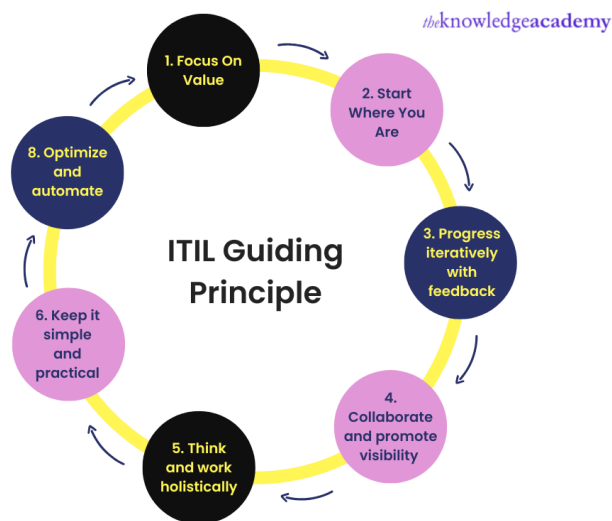 theknowledgeacademy
1. Focus On
Value
2. Start
Where You
Are
8. Optimize
and
automate
3. Progress
iteratively
with
feedback
ITIL Guiding
Principle
6. Keep it
simple
and
practical
4.
Collaborate
and promote
visibility
5. Think
and work
holistically